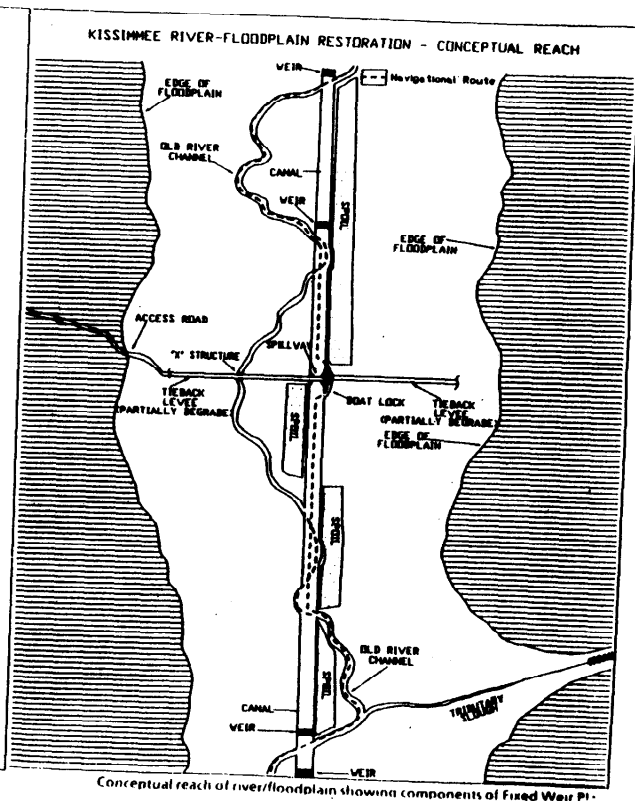 KISSIMMEE RIVER-FLOODPLAIN RESTORATION - CONCEPTUAL REACH
WEIR
Navigational Route
EDGE OF
FLOODPLAIN
OLD RIVER
CHANNEL
CANAL
WEIR
SPOIL
EDGE OF
FLOODPLAIN
ACCESS ROAD
"X" STRUCTURE
SPILLWAY
TIEBACK
LEVEE
(PARTIALLY DEGRADE)
BOAT LOCK
TIEBACK
LEVEE
(PARTIALLY DEGRADE)
SPOIL
EDGE OF
FLOODPLAIN
SPOIL
OLD RIVER
CHANNEL
SPOIL
CANAL
TRIBUTARY
SLOUGH
WEIR
WEIR
Conceptual reach of river/floodplain showing components of Fixed Weir